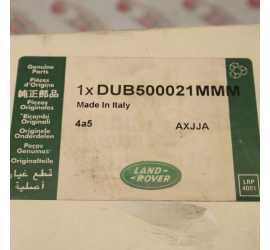 Genuine
Parts
Pièces
d'Origine
純正部品
Piezas
Originales
Ricambi
Originali
Originele
Onderdelen
Peças
Genuinas
Originalteile
قطع غيار
أصلية
1x DUB500021MMM
Made In Italy
4a5 AXJJA
LAND-
ROVER
LRP
4001